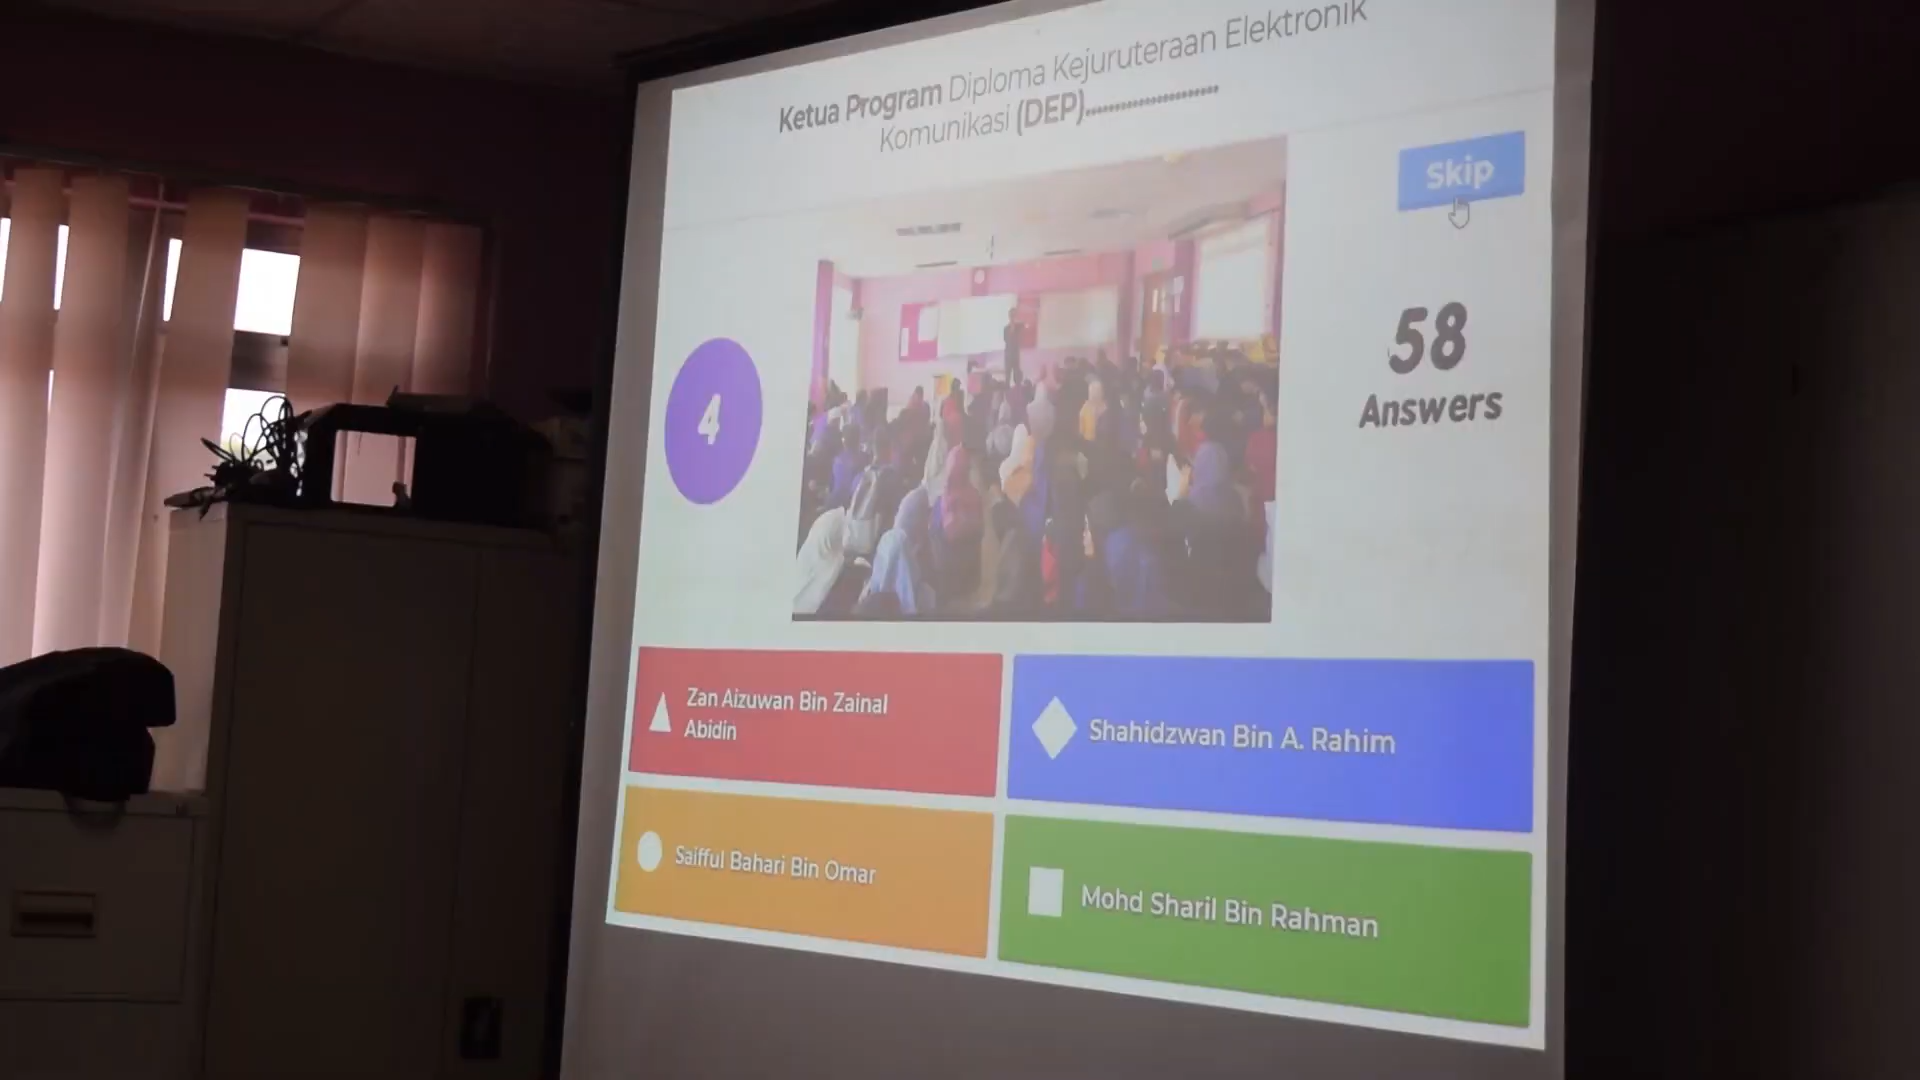 Ketua Program Diploma Kejuruteraan Elektronik
Komunikasi (DEP)......................
Skip
4
58
Answers
Zan Aizuwan Bin Zainal
Abidin
Shahidzwan Bin A. Rahim
Saifful Bahari Bin Omar
Mohd Sharil Bin Rahman